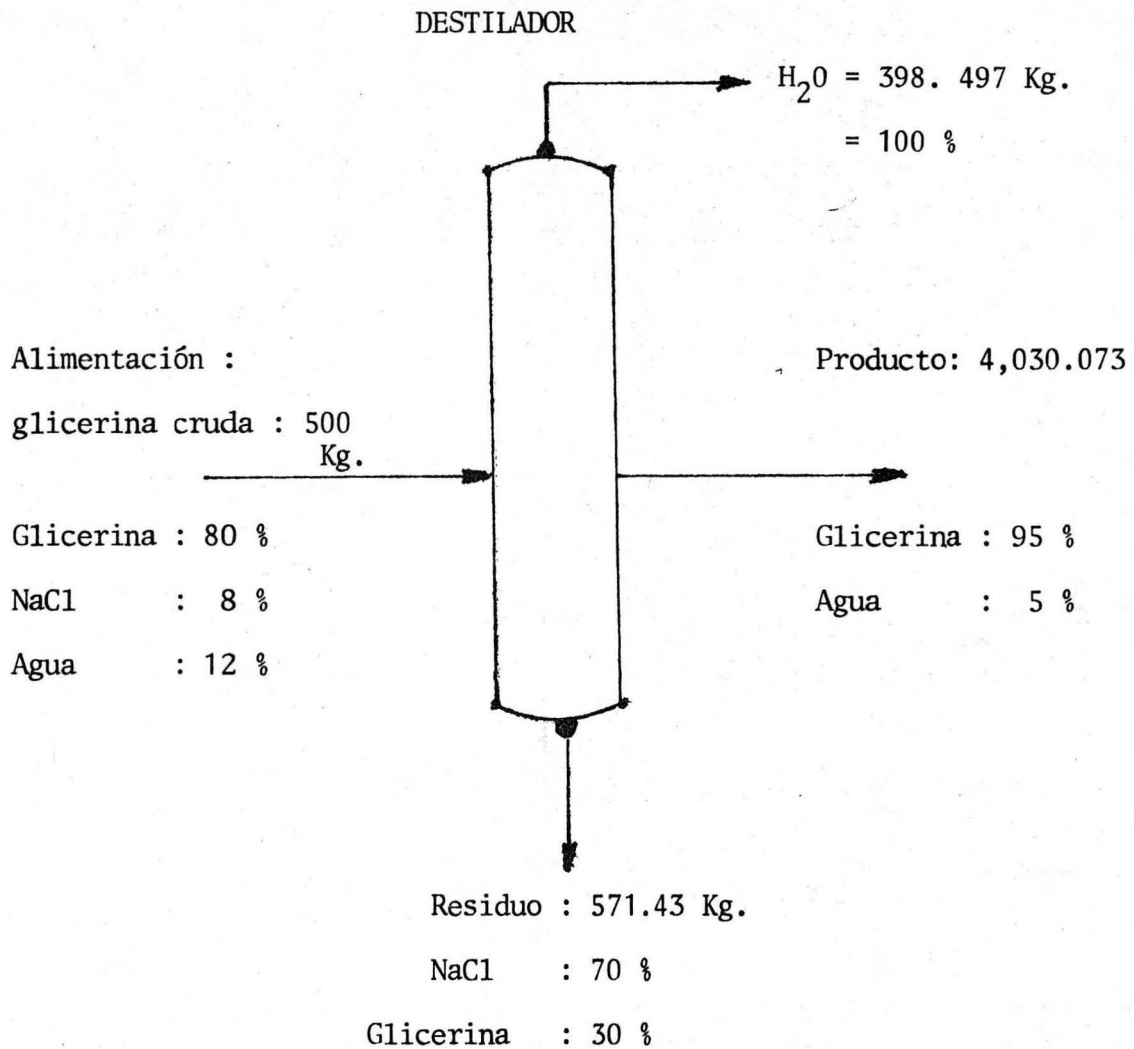 DESTILADOR
H2O = 398. 497 Kg.
= 100 %
Alimentación :
glicerina cruda : 500
Kg.
Glicerina : 80 %
NaCl : 8 %
Agua : 12 %
Producto: 4,030.073
Glicerina : 95 %
Agua : 5 %
Residuo : 571.43 Kg.
NaCl : 70 %
Glicerina : 30 %